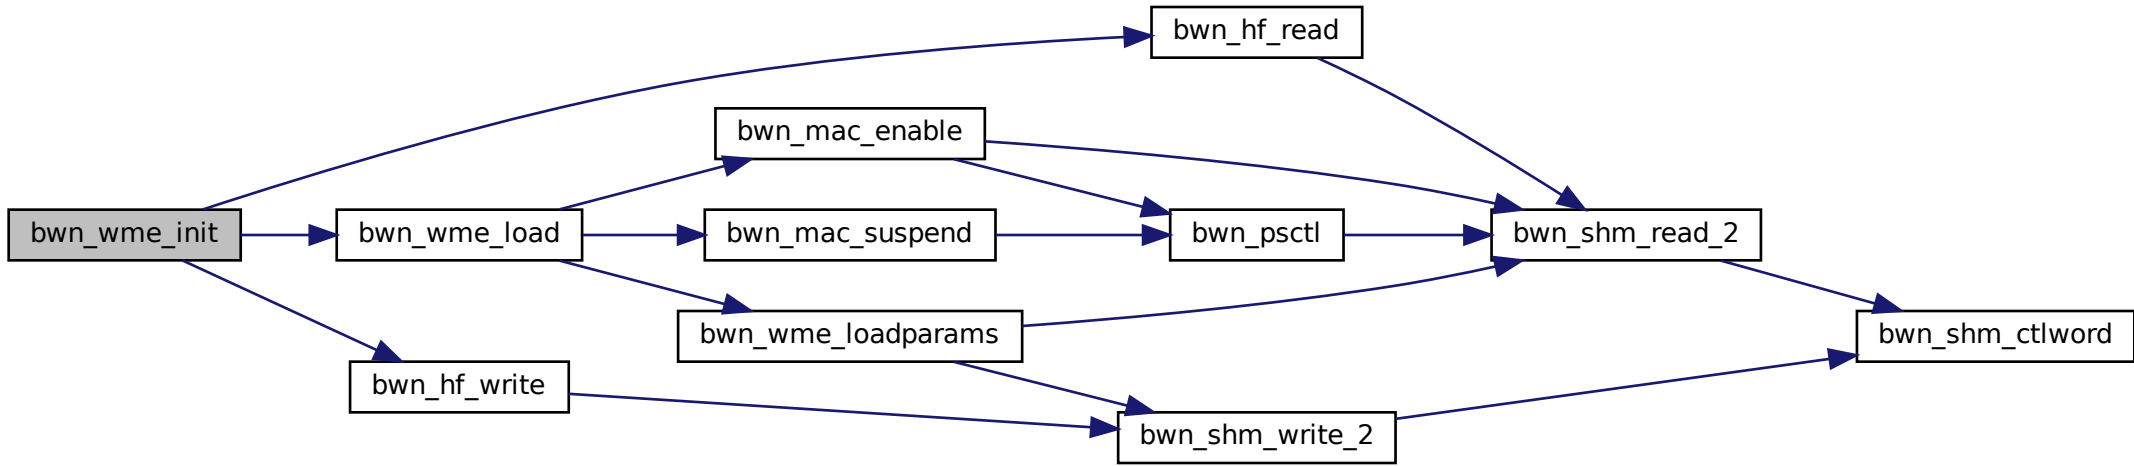 bwn_hf_read
bwn_mac_enable
bwn_wme_init
bwn_wme_load
bwn_mac_suspend
bwn_psctl
bwn_shm_read_2
bwn_wme_loadparams
bwn_shm_ctlword
bwn_hf_write
bwn_shm_write_2